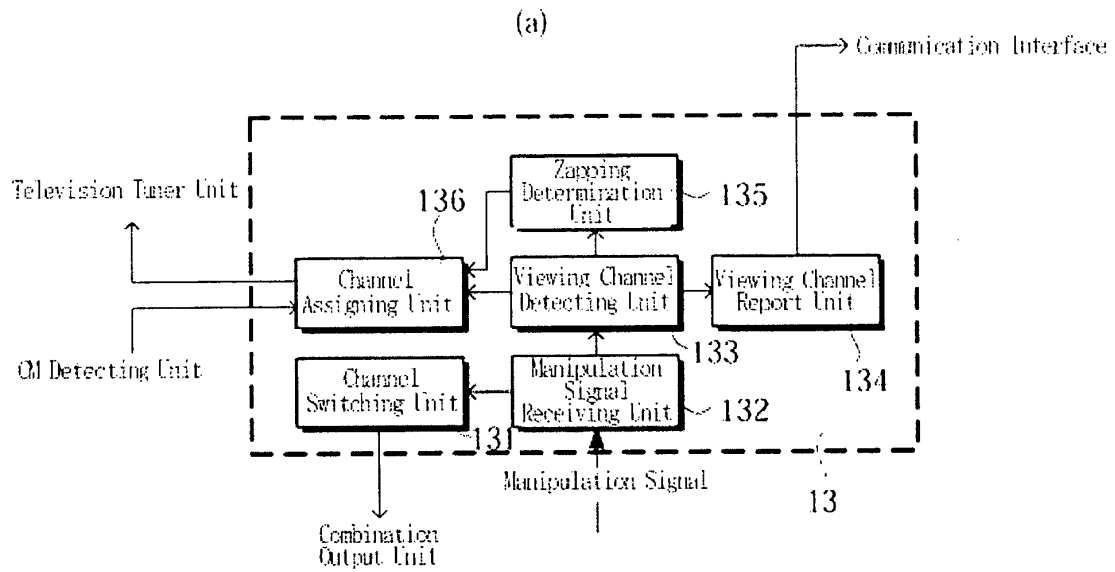 (a)
Communication Interface
Television Tuner Unit
Zapping
Determination
Unit
135
136
Channel
Assigning Unit
Viewing Channel
Detecting Unit
Viewing Channel
Report Unit
133
134
CM Detecting Unit
Channel
Switching Unit
Manipulation
Signal
Receiving Unit
132
131
Manipulation Signal
13
Combination
Output Unit